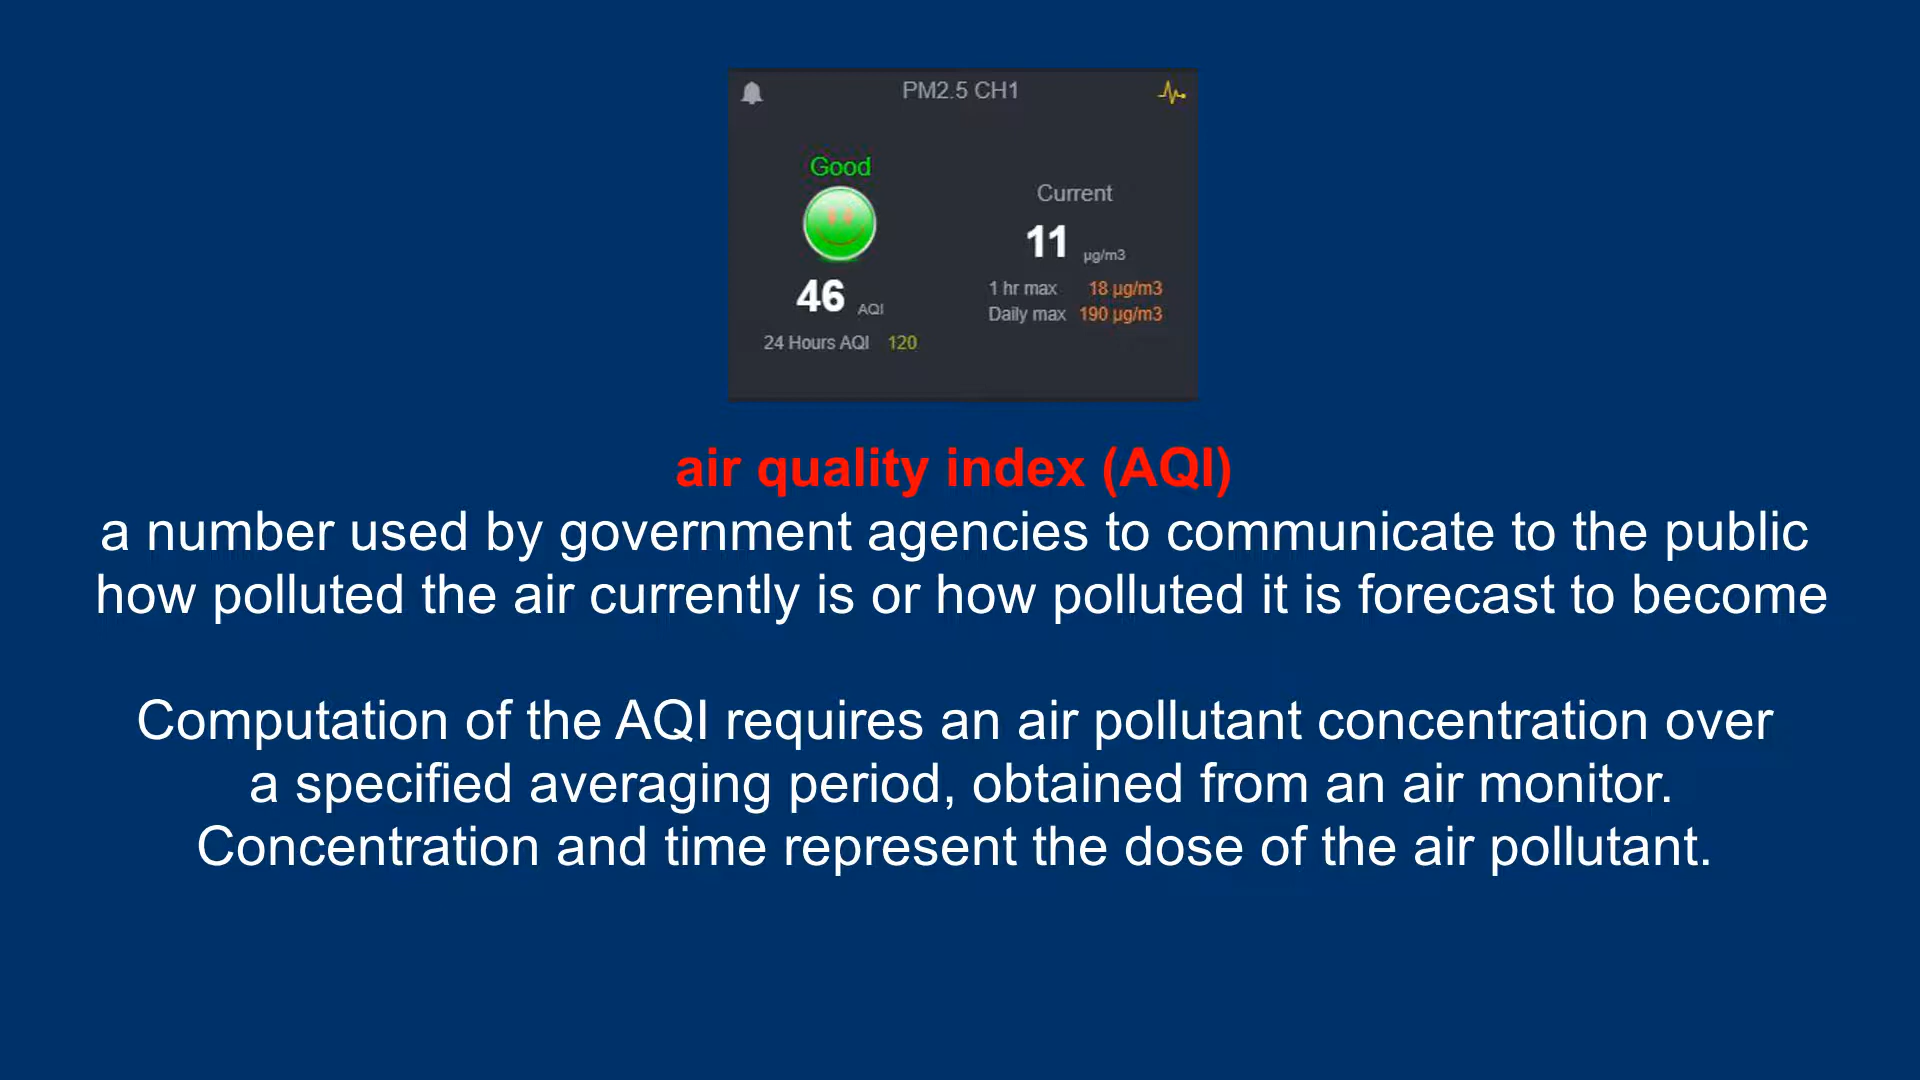 PM2.5 CH1
Good
46 AQI
24 Hours AQI 120
Current
11 µg/m3
1 hr max 18 µg/m3
Daily max 190 µg/m3
air quality index (AQI)
a number used by government agencies to communicate to the public
how polluted the air currently is or how polluted it is forecast to become
Computation of the AQI requires an air pollutant concentration over
a specified averaging period, obtained from an air monitor.
Concentration and time represent the dose of the air pollutant.